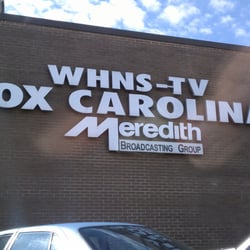 WHNS-TV
OX CAROLINA
Meredith
BROADCASTING GROUP